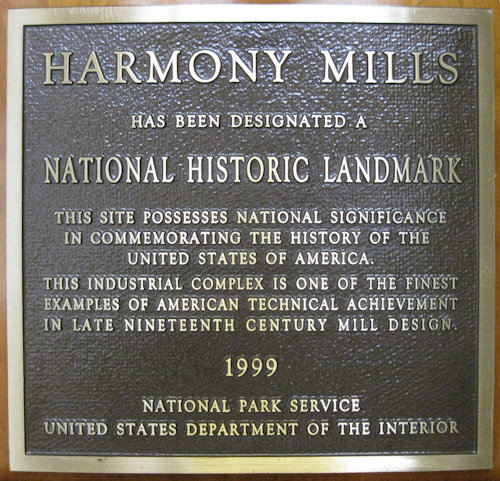 HARMONY MILLS
HAS BEEN DESIGNATED A
NATIONAL HISTORIC LANDMARK
THIS SITE POSSESSES NATIONAL SIGNIFICANCE
IN COMMEMORATING THE HISTORY OF THE
UNITED STATES OF AMERICA.
THIS INDUSTRIAL COMPLEX IS ONE OF THE FINEST
EXAMPLES OF AMERICAN TECHNICAL ACHIEVEMENT
IN LATE NINETEENTH CENTURY MILL DESIGN.
1999
NATIONAL PARK SERVICE
UNITED STATES DEPARTMENT OF THE INTERIOR